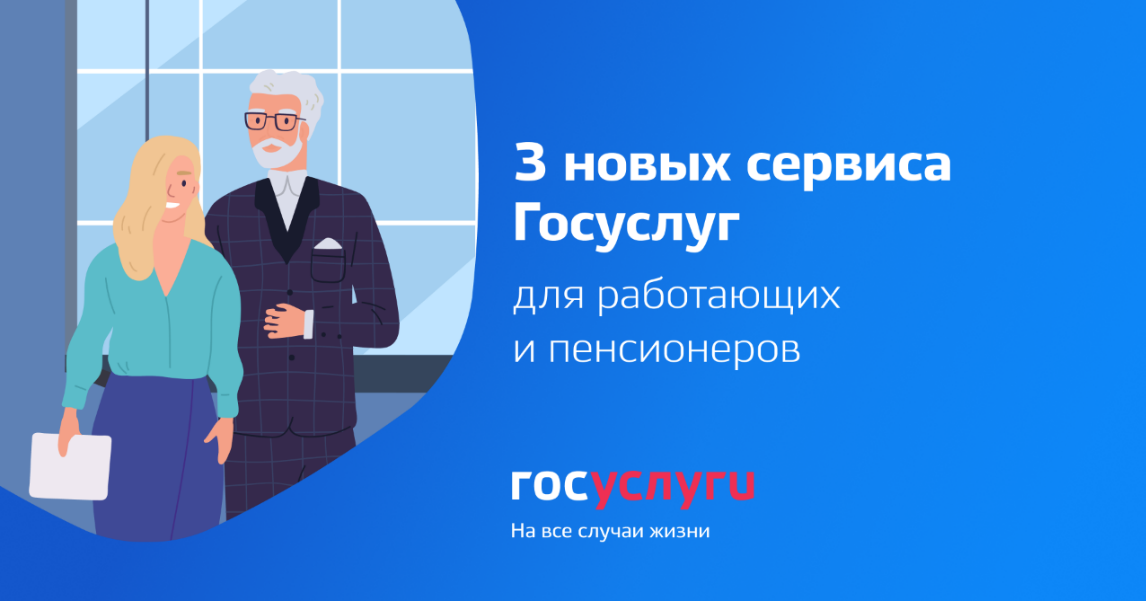 3 новых сервиса
Госуслуг
для работающих
и пенсионеров
госуслуги
На все случаи жизни